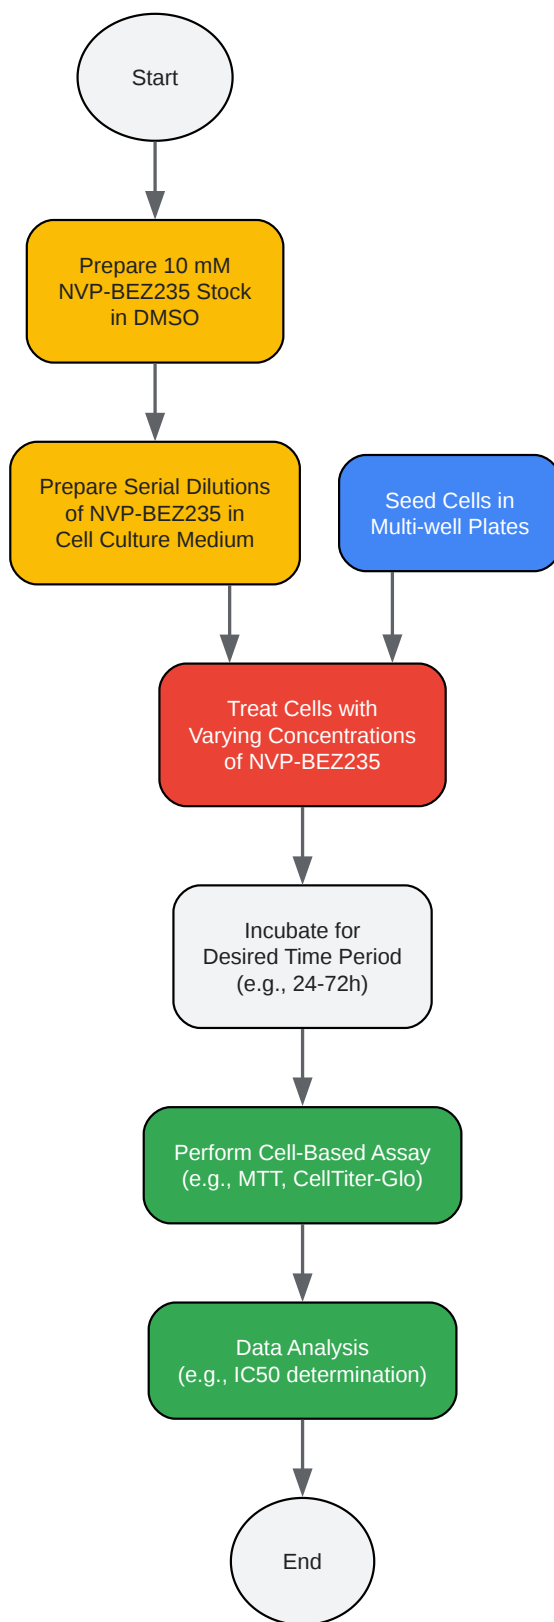 Start
Prepare 10 mM
NVP-BEZ235 Stock
in DMSO
Prepare Serial Dilutions
of NVP-BEZ235 in
Cell Culture Medium
Seed Cells in
Multi-well Plates
Treat Cells with
Varying Concentrations
of NVP-BEZ235
Incubate for
Desired Time Period
(e.g., 24-72h)
Perform Cell-Based Assay
(e.g., MTT, CellTiter-Glo)
Data Analysis
(e.g., IC50 determination)
End